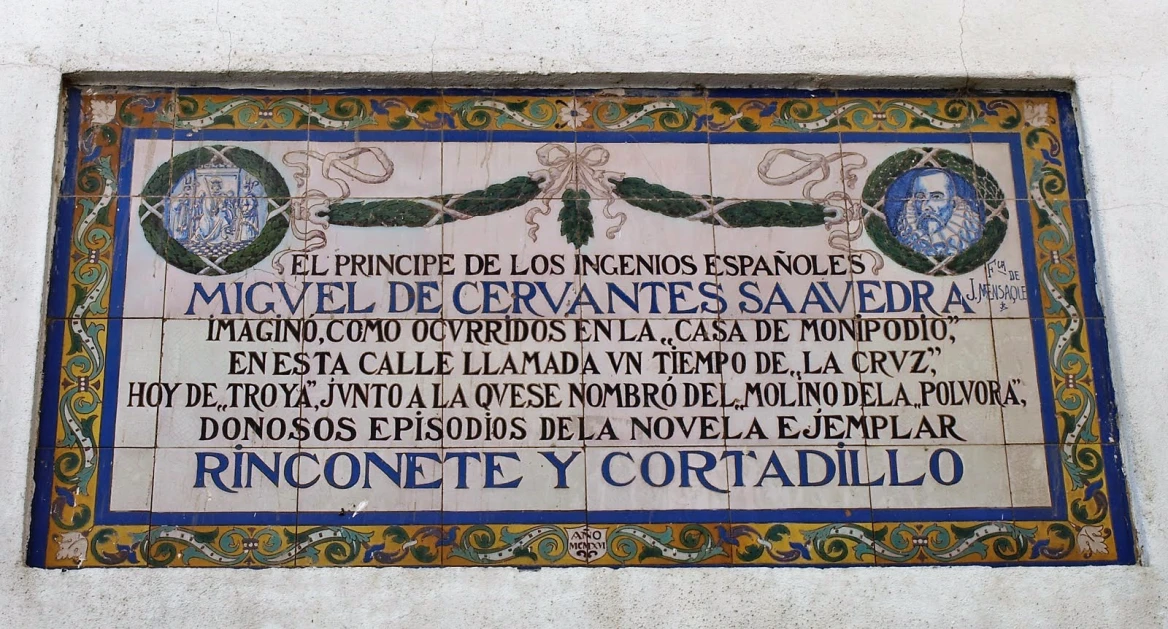 EL PRINCIPE DE LOS INGENIOS ESPAÑOLES
MIGVEL DE CERVANTES SAAVEDRA
Fca DE
J. MENSAQUE
IMAGINÓ, COMO OCVRRIDOS EN LA „CASA DE MONIPODIO”
EN ESTA CALLE LLAMADA VN TIEMPO DE „LA CRVZ”,
HOY DE „TROYA”, JVNTO A LA QVE SE NOMBRÓ DEL „MOLINO DE LA „POLVORA”,
DONOSOS EPISODIOS DE LA NOVELA EJEMPLAR
RINCONETE Y CORTADILLO
AÑO
MCMXVI